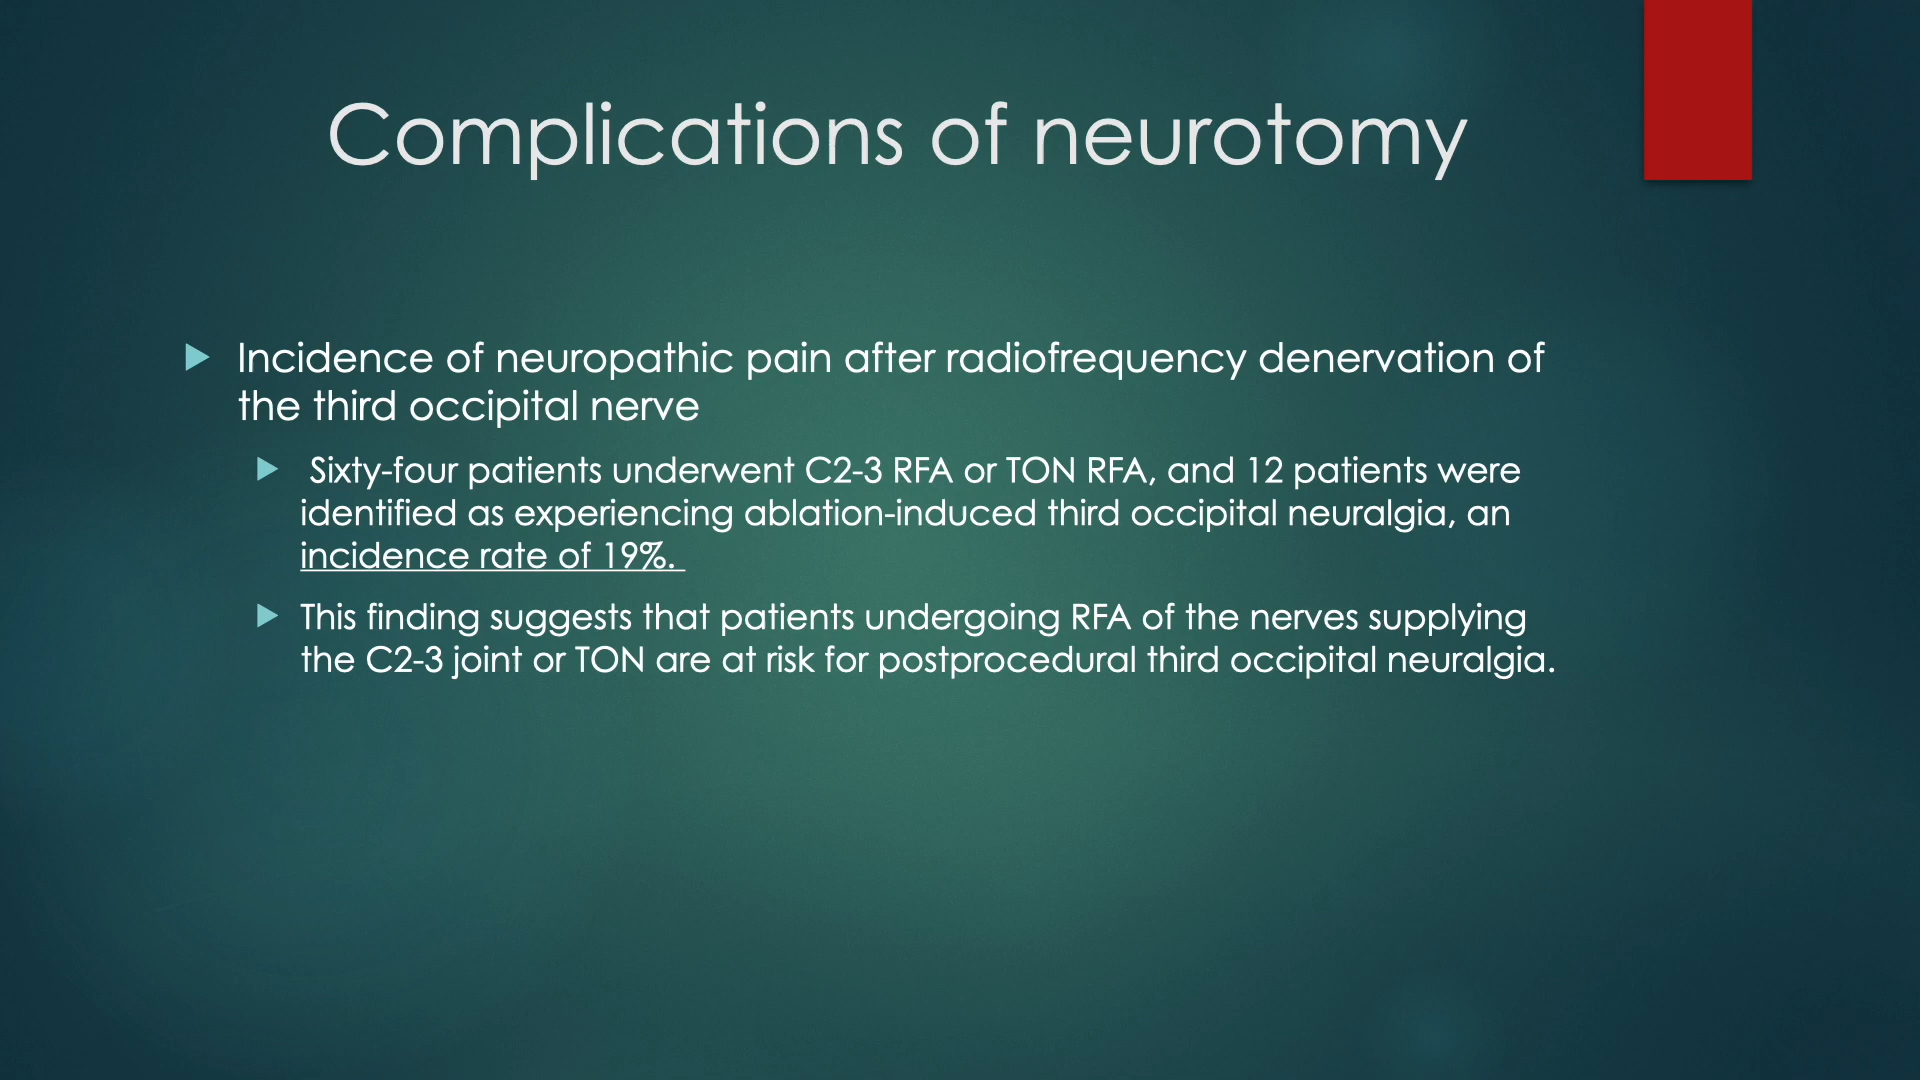 Complications of neurotomy
Incidence of neuropathic pain after radiofrequency denervation of
the third occipital nerve
Sixty-four patients underwent C2-3 RFA or TON RFA, and 12 patients were
identified as experiencing ablation-induced third occipital neuralgia, an
incidence rate of 19%.
This finding suggests that patients undergoing RFA of the nerves supplying
the C2-3 joint or TON are at risk for postprocedural third occipital neuralgia.